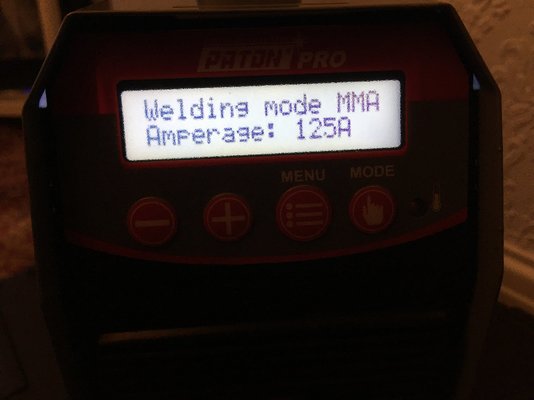 PATON PRO
Welding mode MMA
Amperage: 125A
MENU MODE